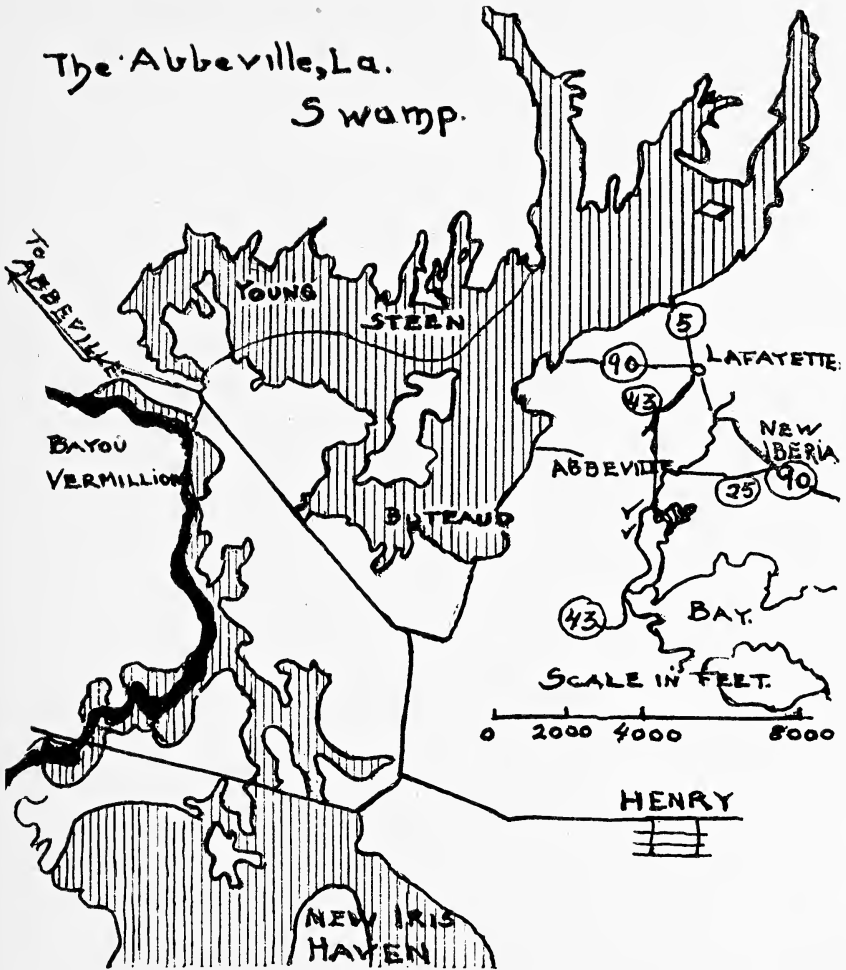 The Abbeville, La.
Swamp.
To
ABBEVILLE
YOUNG
STEEN
5
90
LAFAYETTE
43
BAYOU
VERMILLION
NEW
IBERIA
ABBEVILLE
25
90
BUTEAUD
43
BAY.
SCALE IN FEET.
0 2000 4000 8000
HENRY
NEW IRIS
HAVEN